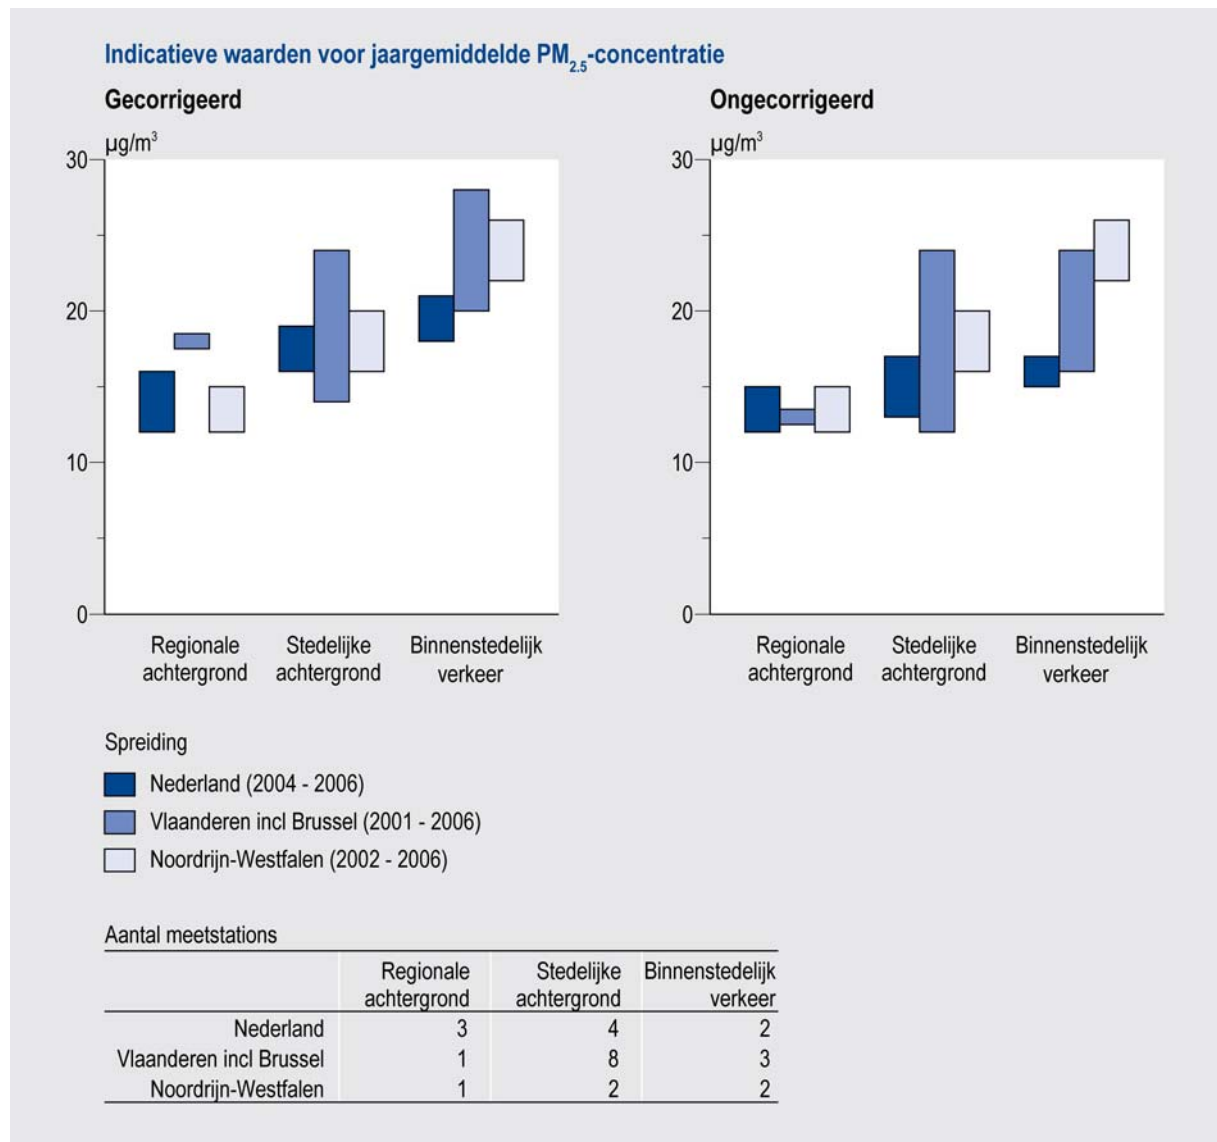 Indicatieve waarden voor jaargemiddelde PM2.5-concentratie
Gecorrigeerd
µg/m³
30
20
10
0
Regionale achtergrond
Stedelijke achtergrond
Binnenstedelijk verkeer
Ongecorrigeerd
µg/m³
30
20
10
0
Regionale achtergrond
Stedelijke achtergrond
Binnenstedelijk verkeer
Spreiding
Nederland (2004 - 2006)
Vlaanderen incl Brussel (2001 - 2006)
Noordrijn-Westfalen (2002 - 2006)
Aantal meetstations
Regionale Stedelijke Binnenstedelijk
achtergrond achtergrond verkeer
Nederland 3 4 2
Vlaanderen incl Brussel 1 8 3
Noordrijn-Westfalen 1 2 2